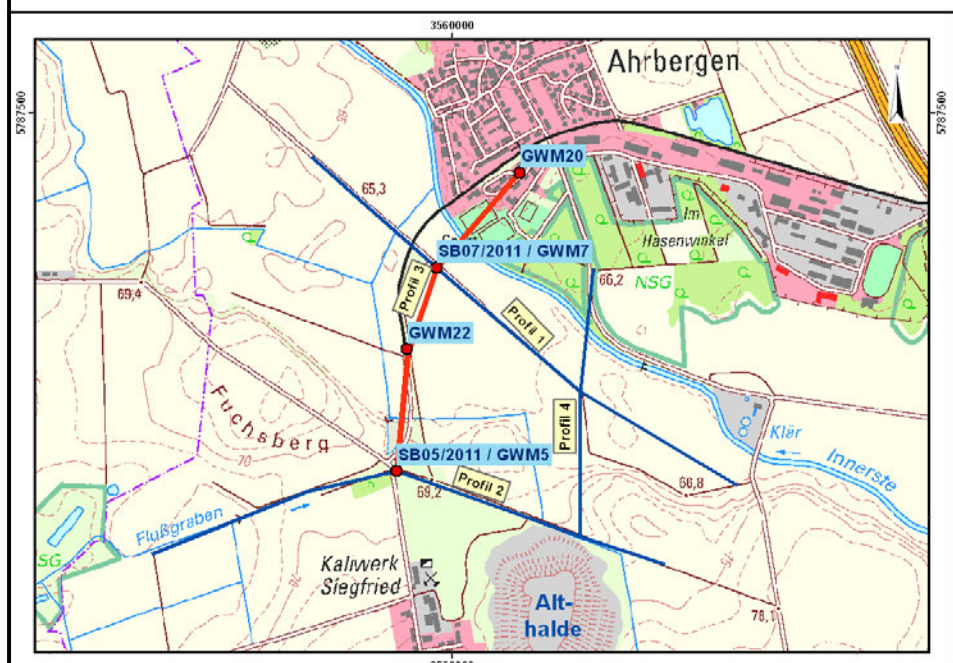 3560000
5787500
5787500
Ahrbergen
65
GWM20
65,3
Im
Hasenwinkel
SB07/2011 / GWM7
66,2
NSG
69,4
Profil 3
Profil 1
GWM22
Fuchsberg
Profil 4
Klär
Innerste
SB05/2011 / GWM5
70
69,2
Profil 2
66,8
Flußgraben
SG
Kaliwerk
Siegfried
Alt-
halde
75
78,1